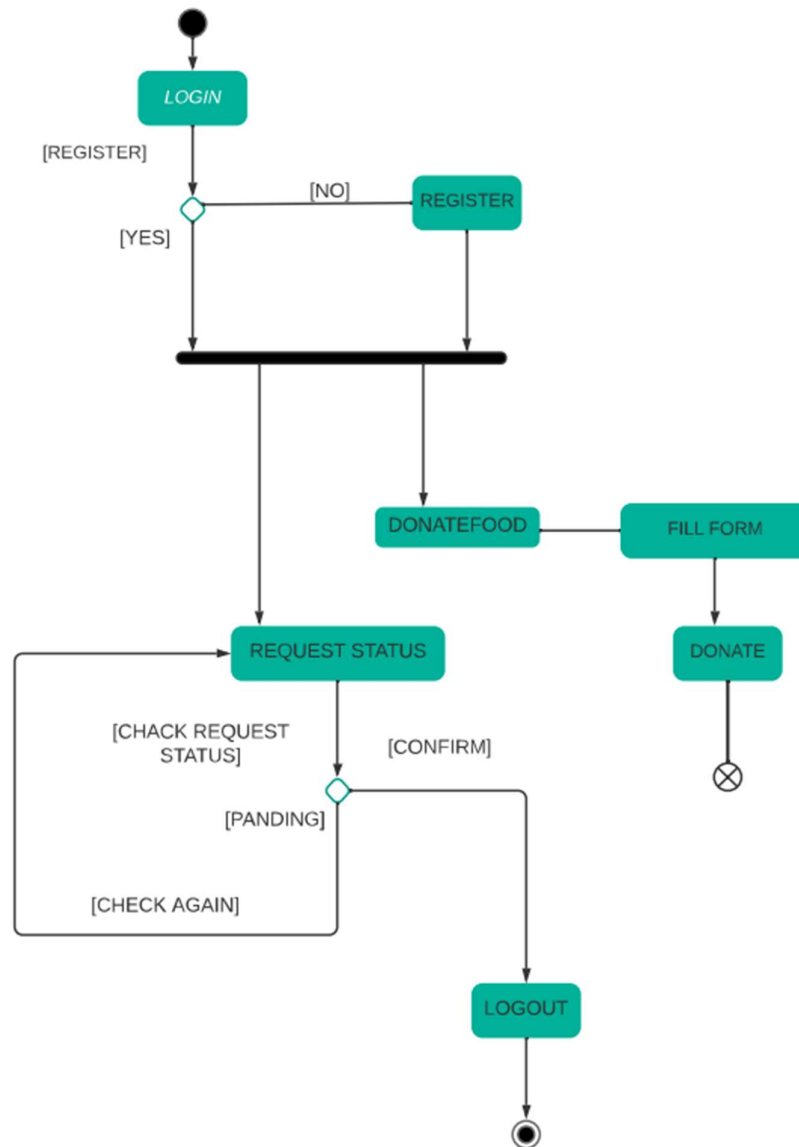 LOGIN
[REGISTER]
[NO]
REGISTER
[YES]
DONATEFOOD
FILL FORM
REQUEST STATUS
DONATE
[CHACK REQUEST
STATUS]
[CONFIRM]
[PANDING]
[CHECK AGAIN]
LOGOUT